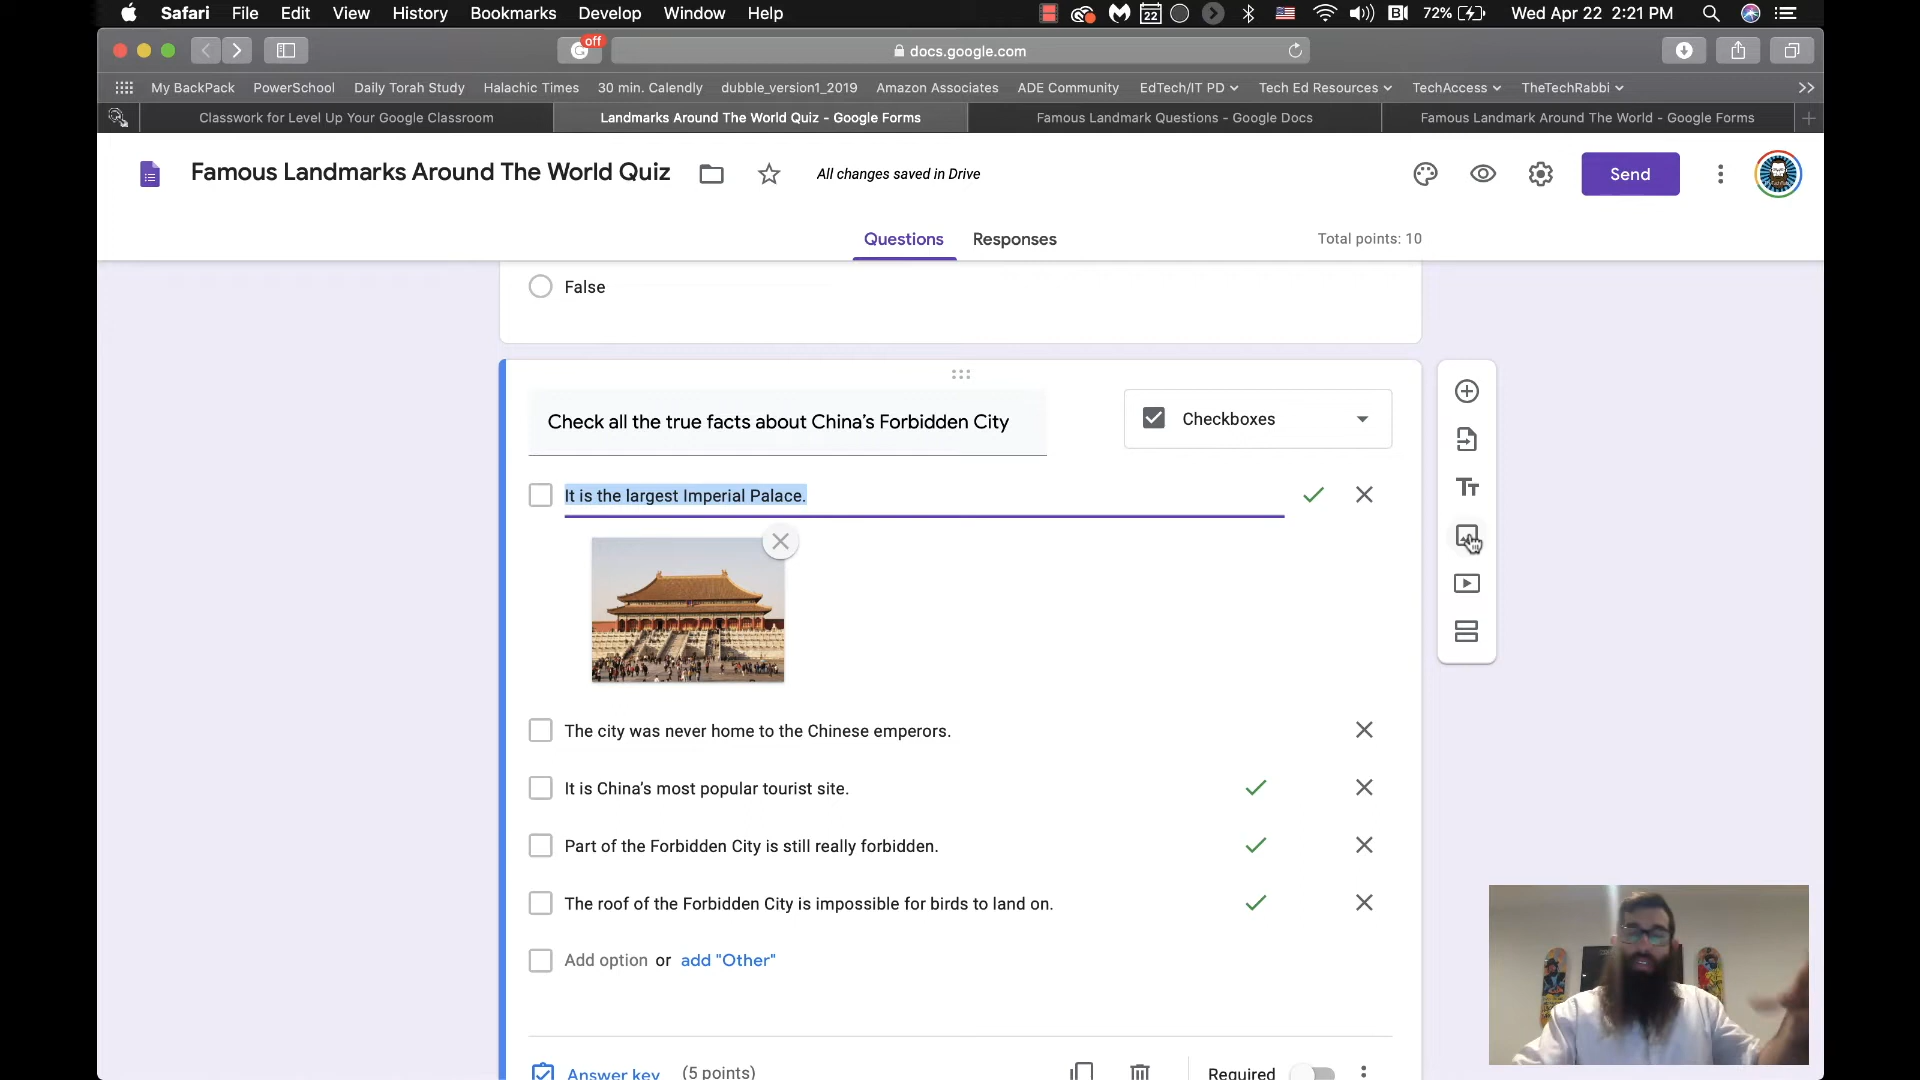 Safari File Edit View History Bookmarks Develop Window Help 22 72% Wed Apr 22 2:21 PM
off
docs.google.com
My BackPack PowerSchool Daily Torah Study Halachic Times 30 min. Calendly dubble_version1_2019 Amazon Associates ADE Community EdTech/IT PD Tech Ed Resources TechAccess TheTechRabbi
Classwork for Level Up Your Google Classroom Landmarks Around The World Quiz - Google Forms Famous Landmark Questions - Google Docs Famous Landmark Around The World - Google Forms
Famous Landmarks Around The World Quiz All changes saved in Drive Send
Questions Responses Total points: 10
False
Check all the true facts about China’s Forbidden City Checkboxes
It is the largest Imperial Palace.
The city was never home to the Chinese emperors.
It is China’s most popular tourist site.
Part of the Forbidden City is still really forbidden.
The roof of the Forbidden City is impossible for birds to land on.
Add option or add "Other"
Answer key (5 points) Required